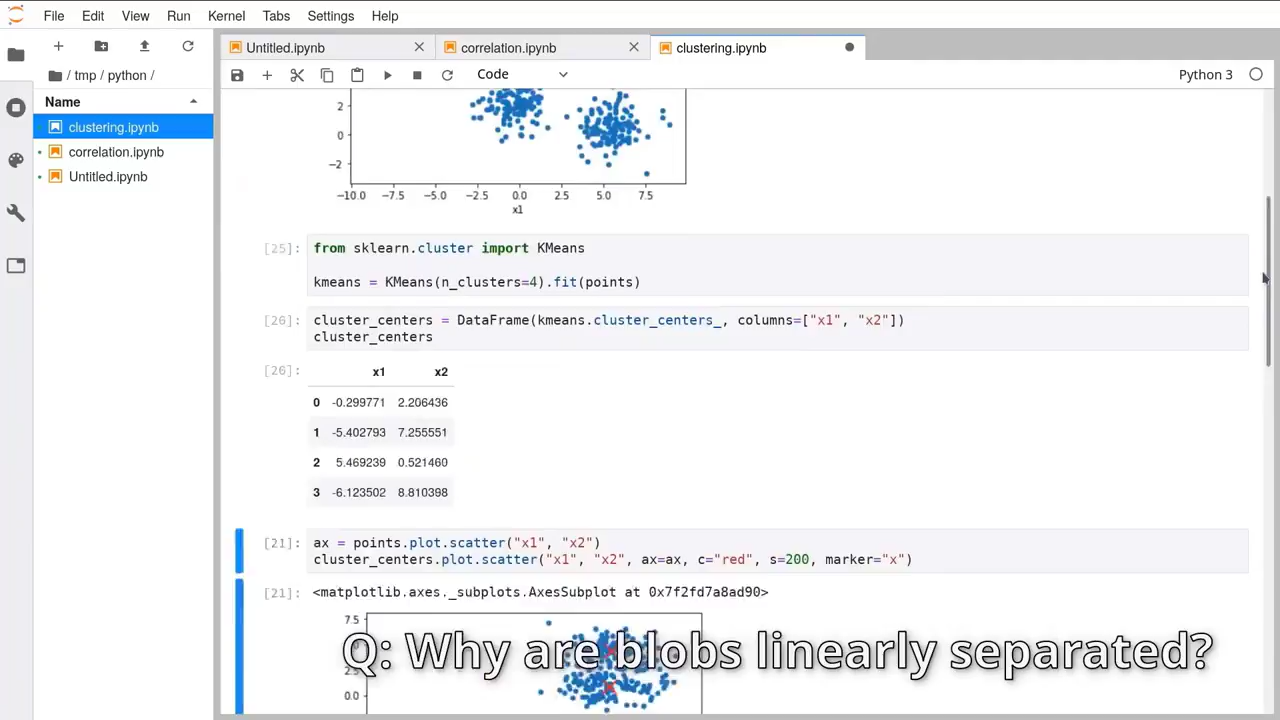 File Edit View Run Kernel Tabs Settings Help
Untitled.ipynb
correlation.ipynb
clustering.ipynb
Code
Python 3
/ tmp / python /
Name
clustering.ipynb
correlation.ipynb
Untitled.ipynb
2
0
−2
−10.0 −7.5 −5.0 −2.5 0.0 2.5 5.0 7.5
x1
[25]:
from sklearn.cluster import KMeans
kmeans = KMeans(n_clusters=4).fit(points)
[26]:
cluster_centers = DataFrame(kmeans.cluster_centers_, columns=["x1", "x2"])
cluster_centers
[20]:
x1 x2
0 -0.299771 2.206436
1 -5.402793 7.255551
2 5.469239 0.521460
3 -6.123502 8.810398
[21]:
ax = points.plot.scatter("x1", "x2")
cluster_centers.plot.scatter("x1", "x2", ax=ax, c="red", s=200, marker="x")
[21]:
<matplotlib.axes._subplots.AxesSubplot at 0x7f2fd7a8ad90>
7.5
0.0
Q: Why are blobs linearly separated?